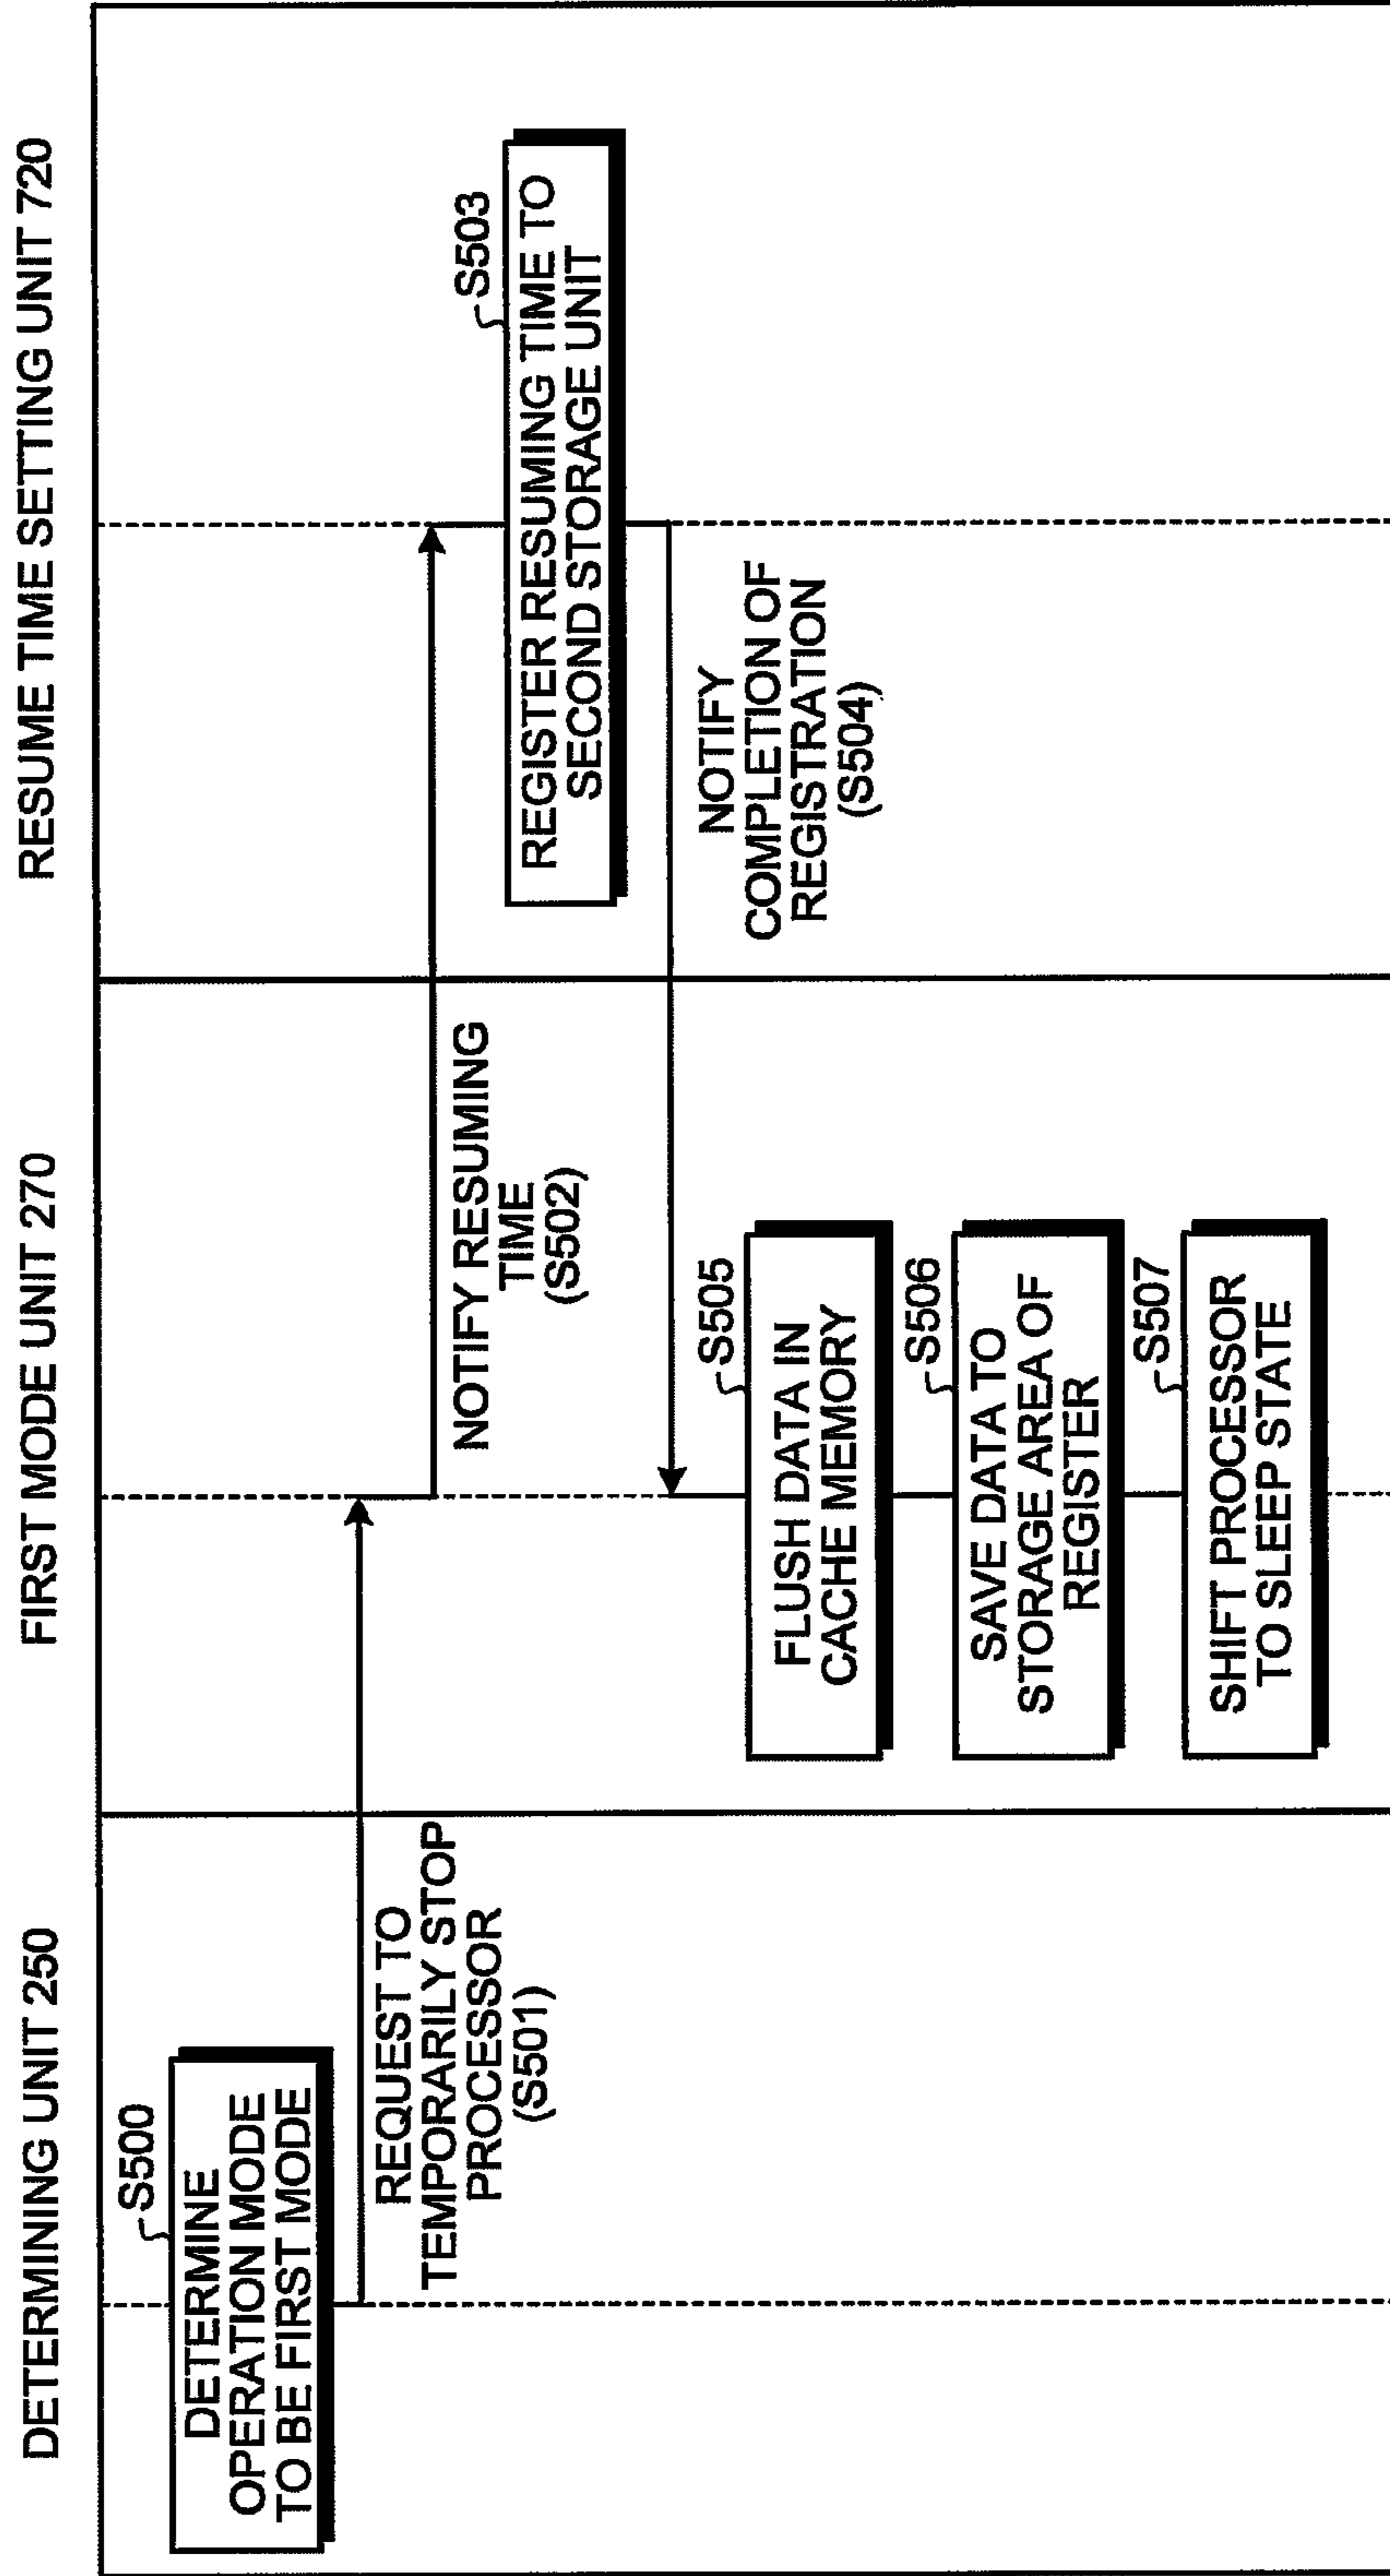 DETERMINING UNIT 250
FIRST MODE UNIT 270
RESUME TIME SETTING UNIT 720
S500
DETERMINE
OPERATION MODE
TO BE FIRST MODE
REQUEST TO
TEMPORARILY STOP
PROCESSOR
(S501)
NOTIFY RESUMING
TIME
(S502)
S503
REGISTER RESUMING TIME TO
SECOND STORAGE UNIT
NOTIFY
COMPLETION OF
REGISTRATION
(S504)
S505
FLUSH DATA IN
CACHE MEMORY
S506
SAVE DATA TO
STORAGE AREA OF
REGISTER
S507
SHIFT PROCESSOR
TO SLEEP STATE